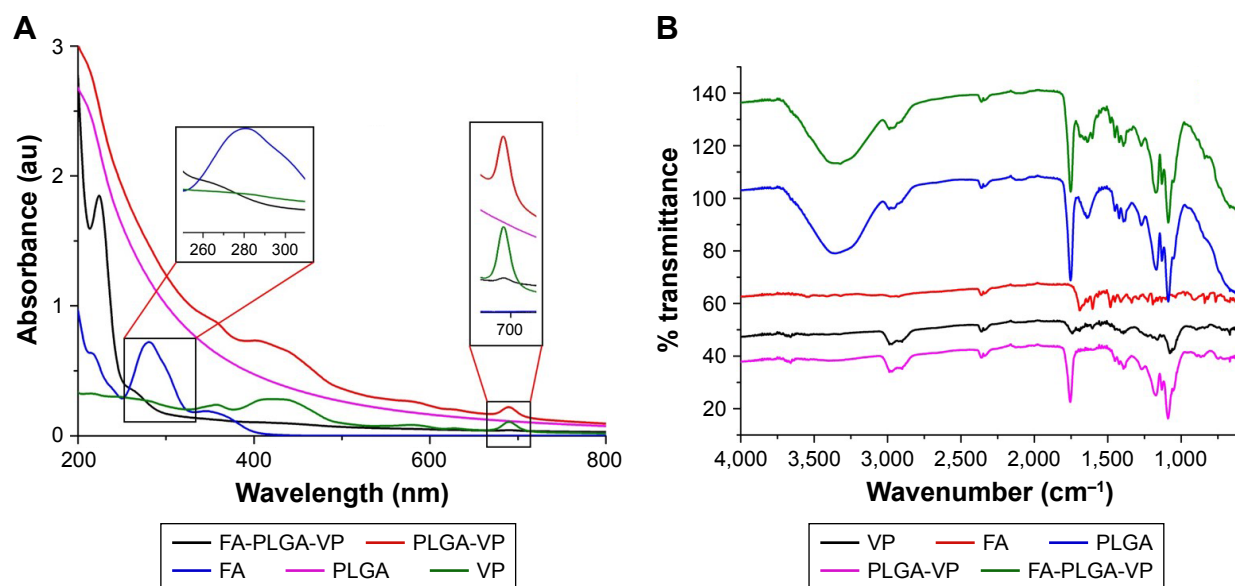 A
3
2
1
0
Absorbance (au)
260 280 300
700
200 400 600 800
Wavelength (nm)
FA-PLGA-VP PLGA-VP
FA PLGA VP
B
140
120
100
80
60
40
20
% transmittance
4,000 3,500 3,000 2,500 2,000 1,500 1,000
Wavenumber (cm⁻¹)
VP FA PLGA
PLGA-VP FA-PLGA-VP